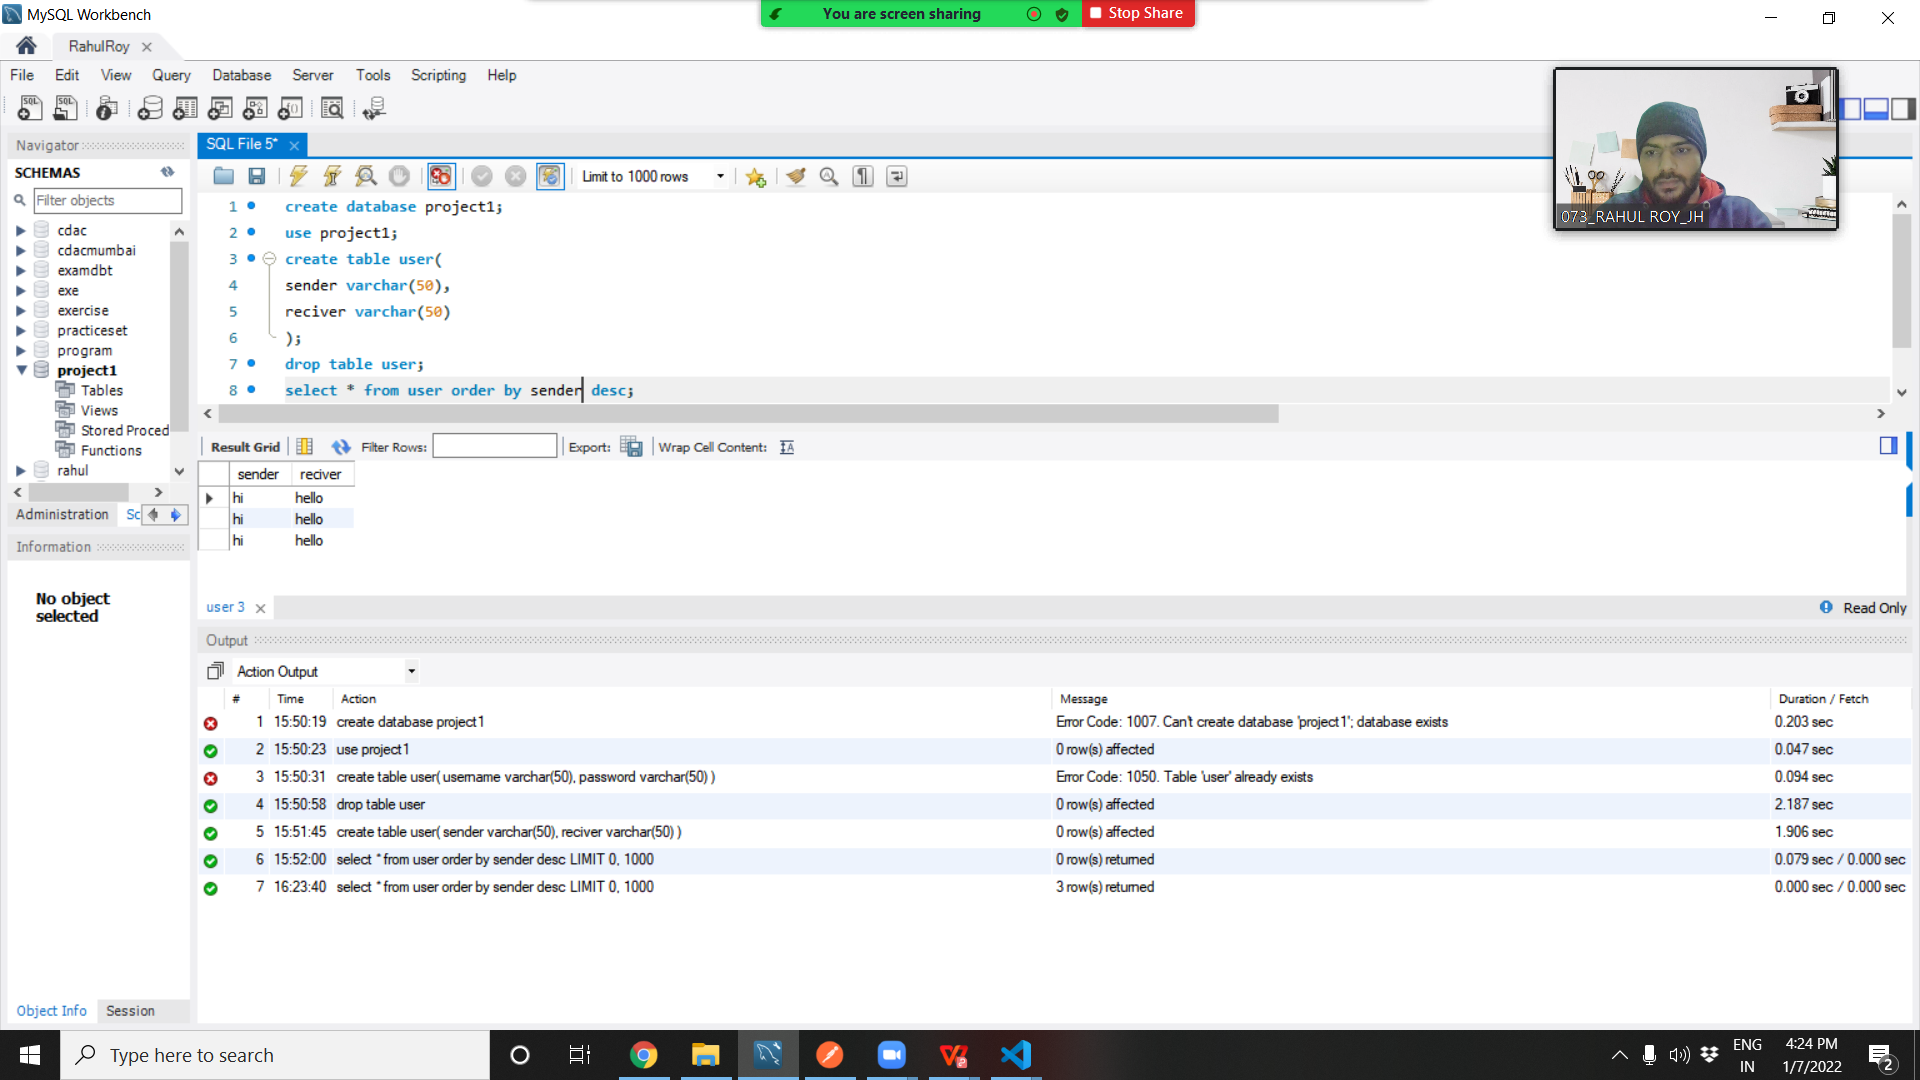 MySQL Workbench
You are screen sharing
Stop Share
RahulRoy
File Edit View Query Database Server Tools Scripting Help
073_RAHUL ROY_JH
Navigator
SCHEMAS
Filter objects
cdac
cdacmumbai
examdbt
exe
exercise
practiceset
program
project1
Tables
Views
Stored Proced
Functions
rahul
Administration Sc
Information
No object
selected
Object Info Session
SQL File 5*
Limit to 1000 rows
1 create database project1;
2 use project1;
3 create table user(
4 sender varchar(50),
5 reciver varchar(50)
6 );
7 drop table user;
8 select * from user order by sender desc;
Result Grid Filter Rows: Export: Wrap Cell Content:
sender reciver
hi hello
hi hello
hi hello
user 3
Read Only
Output
Action Output
# Time Action Message Duration / Fetch
1 15:50:19 create database project1 Error Code: 1007. Can't create database 'project1'; database exists 0.203 sec
2 15:50:23 use project1 0 row(s) affected 0.047 sec
3 15:50:31 create table user( username varchar(50), password varchar(50) ) Error Code: 1050. Table 'user' already exists 0.094 sec
4 15:50:58 drop table user 0 row(s) affected 2.187 sec
5 15:51:45 create table user( sender varchar(50), reciver varchar(50) ) 0 row(s) affected 1.906 sec
6 15:52:00 select * from user order by sender desc LIMIT 0, 1000 0 row(s) returned 0.079 sec / 0.000 sec
7 16:23:40 select * from user order by sender desc LIMIT 0, 1000 3 row(s) returned 0.000 sec / 0.000 sec
Type here to search
ENG
IN
4:24 PM
1/7/2022
2